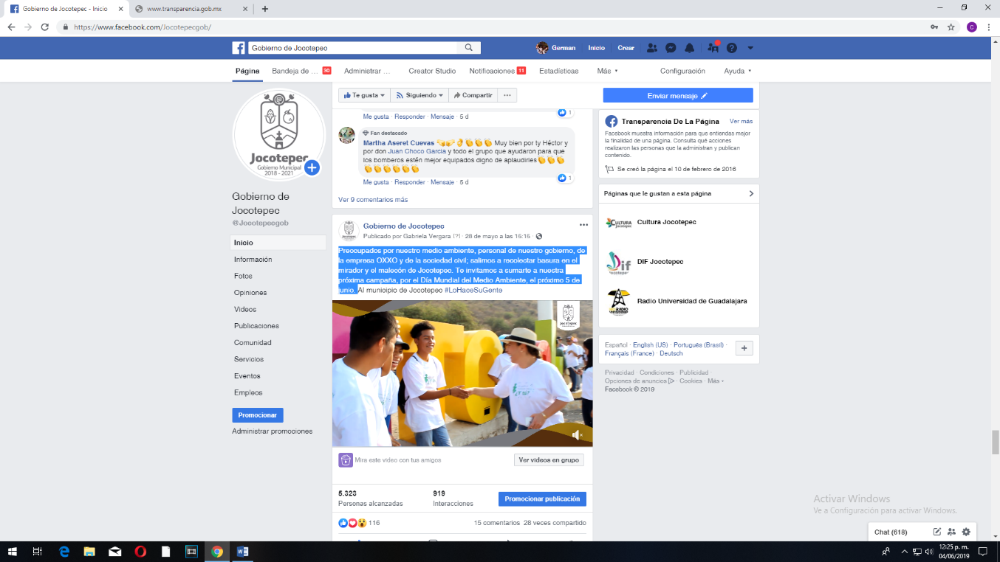 Gobierno de Jocotepec - Inicio
www.transparencia.gob.mx
https://www.facebook.com/Jocotepecgob/
C
Gobierno de Jocotepec
German
Inicio
Crear
Página
Bandeja de ... 30
Administrar ...
Creator Studio
Notificaciones 11
Estadísticas
Más
Configuración
Ayuda
Jocotepec
Gobierno Municipal
2018 - 2021
Gobierno de
Jocotepec
@Jocotepecgob
Inicio
Información
Fotos
Opiniones
Videos
Publicaciones
Comunidad
Servicios
Eventos
Empleos
Promocionar
Administrar promociones
Te gusta
Siguiendo
Compartir
Enviar mensaje
Me gusta · Responder · Mensaje · 5 d
1
Fan destacado
Martha Aseret Cuevas Muy bien por ty Héctor y
por don Juan Choco Garcia y todo el grupo que ayudaron para que
los bomberos estén mejor equipados digno de aplaudirles
1
Me gusta · Responder · Mensaje · 5 d
Ver 9 comentarios más
Gobierno de Jocotepec
Publicado por Gabriela Vergara [?] · 28 de mayo a las 15:15 ·
Preocupados por nuestro medio ambiente, personal de nuestro gobierno, de
la empresa OXXO y de la sociedad civil; salimos a recolectar basura en el
mirador y el malecón de Jocotepec. Te invitamos a sumarte a nuestra
próxima campaña, por el Día Mundial del Medio Ambiente, el próximo 5 de
junio. Al municipio de Jocotepec #LoHaceSuGente
Jocotepec
Mira este video con tus amigos
Ver videos en grupo
5.323
Personas alcanzadas
919
Interacciones
Promocionar publicación
116
15 comentarios 28 veces compartido
Transparencia De La Página
Ver más
Facebook muestra información para que entiendas mejor
la finalidad de una página. Consulta qué acciones
realizaron las personas que la administran y publican
contenido.
Se creó la página el 10 de febrero de 2016
Páginas que le gustan a esta página
Cultura Jocotepec
DIF Jocotepec
Radio Universidad de Guadalajara
Español · English (US) · Português (Brasil) ·
Français (France) · Deutsch
Privacidad · Condiciones · Publicidad ·
Opciones de anuncios · Cookies · Más
Facebook © 2019
Activar Windows
Ve a Configuración para activar Windows.
Chat (618)
12:25 p. m.
04/06/2019